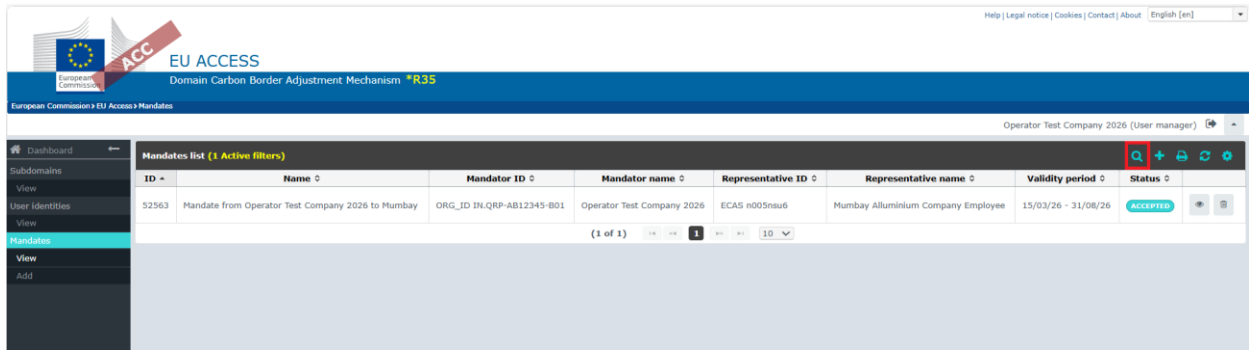 Help | Legal notice | Cookies | Contact | About English [en]
ACC
European
Commission
EU ACCESS
Domain Carbon Border Adjustment Mechanism *R35
European Commission > EU Access > Mandates
Operator Test Company 2026 (User manager)
Dashboard
Subdomains
View
User identities
View
Mandates
View
Add
Mandates list (1 Active filters)
ID Name Mandator ID Mandator name Representative ID Representative name Validity period Status
52563 Mandate from Operator Test Company 2026 to Mumbay ORG_ID IN.QRP-AB12345-B01 Operator Test Company 2026 ECAS n005nsu6 Mumbay Alluminium Company Employee 15/03/26 - 31/08/26 ACCEPTED
(1 of 1) 1 10